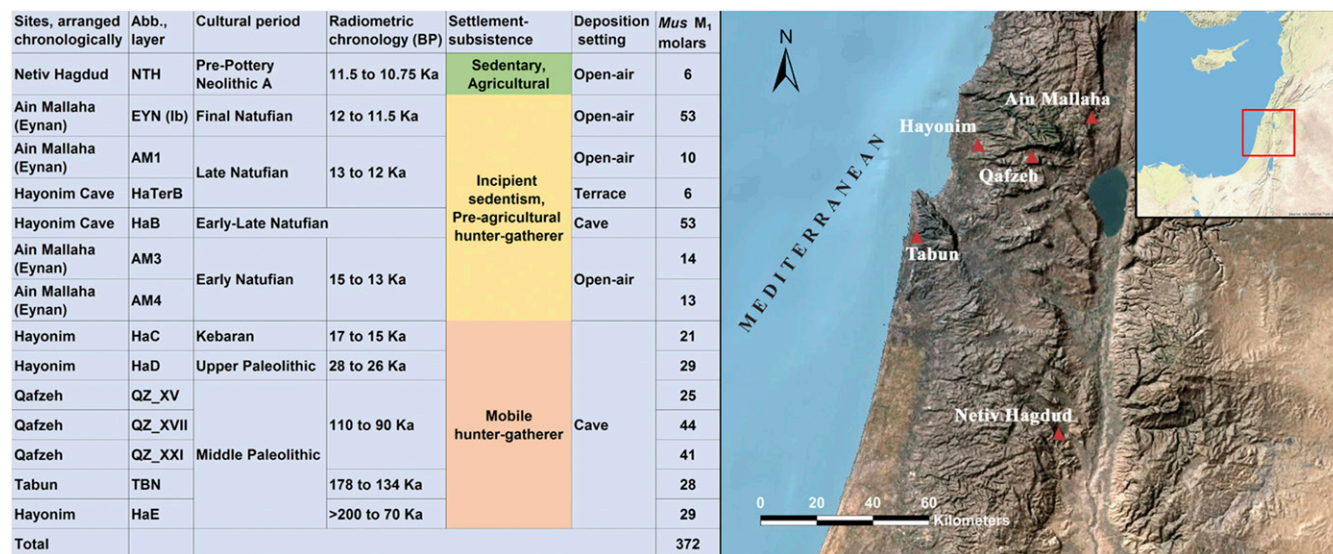 Sites, arranged chronologically Abb., layer Cultural period Radiometric chronology (BP) Settlement-subsistence Deposition setting Mus M₁ molars
Netiv Hagdud NTH Pre-Pottery Neolithic A 11.5 to 10.75 Ka Sedentary, Agricultural Open-air 6
Ain Mallaha (Eynan) EYN (Ib) Final Natufian 12 to 11.5 Ka Incipient sedentism, Pre-agricultural hunter-gatherer Open-air 53
Ain Mallaha (Eynan) AM1 Late Natufian 13 to 12 Ka Open-air 10
Hayonim Cave HaTerB Terrace 6
Hayonim Cave HaB Early-Late Natufian Cave 53
Ain Mallaha (Eynan) AM3 Early Natufian 15 to 13 Ka Open-air 14
Ain Mallaha (Eynan) AM4 13
Hayonim HaC Kebaran 17 to 15 Ka Mobile hunter-gatherer Cave 21
Hayonim HaD Upper Paleolithic 28 to 26 Ka 29
Qafzeh QZ_XV Middle Paleolithic 110 to 90 Ka 25
Qafzeh QZ_XVII 44
Qafzeh QZ_XXI 41
Tabun TBN 178 to 134 Ka 28
Hayonim HaE >200 to 70 Ka 29
Total 372
N
Ain Mallaha
Hayonim
Qafzeh
Tabun
MEDITERRANEAN
Netiv Hagdud
0 20 40 60
Kilometers